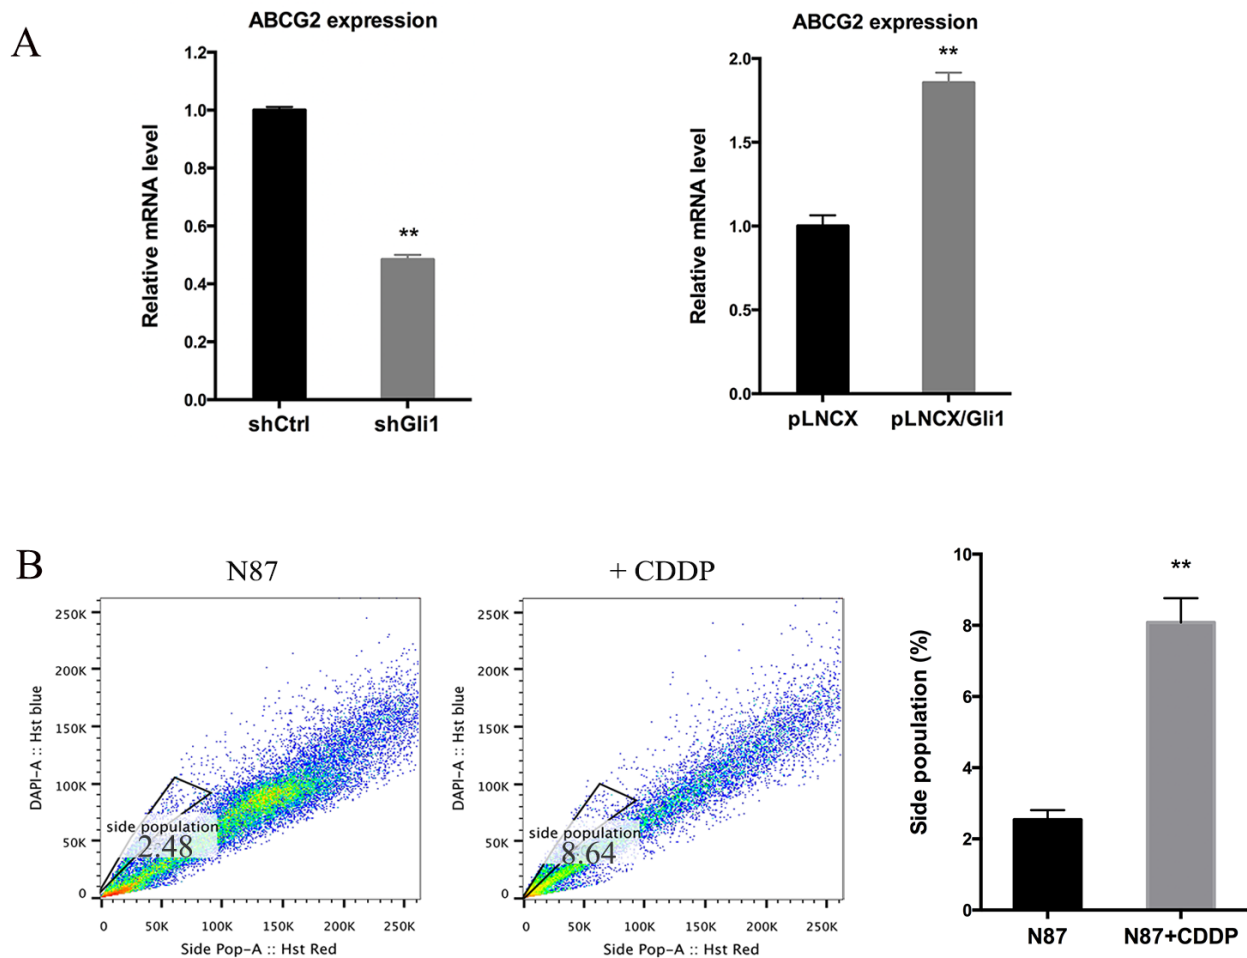 A
ABCG2 expression
Relative mRNA level
1.2
1.0
0.8
0.6
0.4
0.2
0.0
**
shCtrl
shGli1
ABCG2 expression
Relative mRNA level
2.0
1.5
1.0
0.5
0.0
**
pLNCX
pLNCX/Gli1
B
N87
DAPI-A :: Hst blue
250K
200K
150K
100K
50K
0
side population
2.48
0
50K
100K
150K
200K
250K
Side Pop-A :: Hst Red
+ CDDP
DAPI-A :: Hst blue
250K
200K
150K
100K
50K
0
side population
8.64
0
50K
100K
150K
200K
250K
Side Pop-A :: Hst Red
Side population (%)
10
8
6
4
2
0
**
N87
N87+CDDP